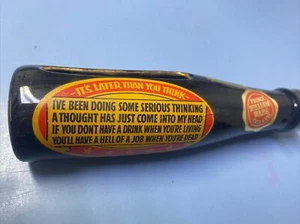 IT'S LATER THAN YOU THINK
I'VE BEEN DOING SOME SERIOUS THINKING
A THOUGHT HAS JUST COME INTO MY HEAD
IF YOU DON'T HAVE A DRINK WHEN YOU'RE LIVING
YOU'LL HAVE A HELL OF A JOB WHEN YOU'RE DEAD